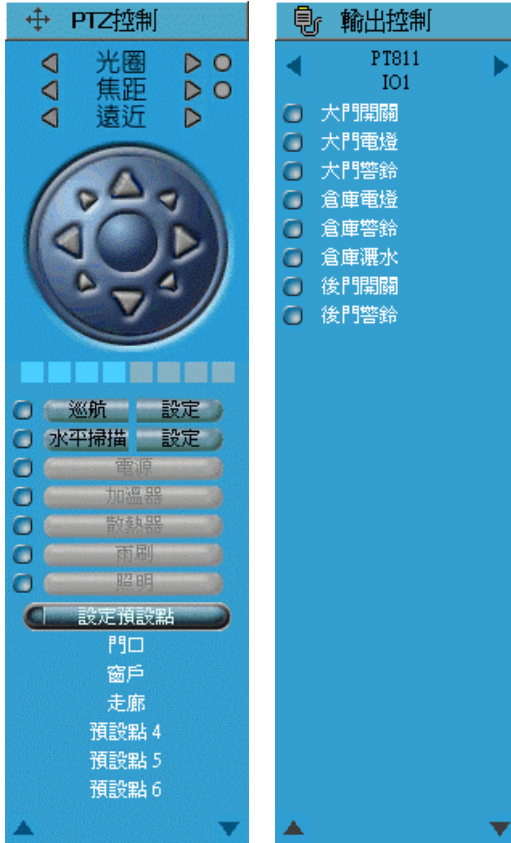 PTZ控制
光圈
焦距
遠近
巡航 設定
水平掃描 設定
電源
加溫器
散熱器
雨刷
照明
設定預設點
門口
窗戶
走廊
預設點 4
預設點 5
預設點 6
輸出控制
PT811
IO1
大門開關
大門電燈
大門警鈴
倉庫電燈
倉庫警鈴
倉庫灑水
後門開關
後門警鈴